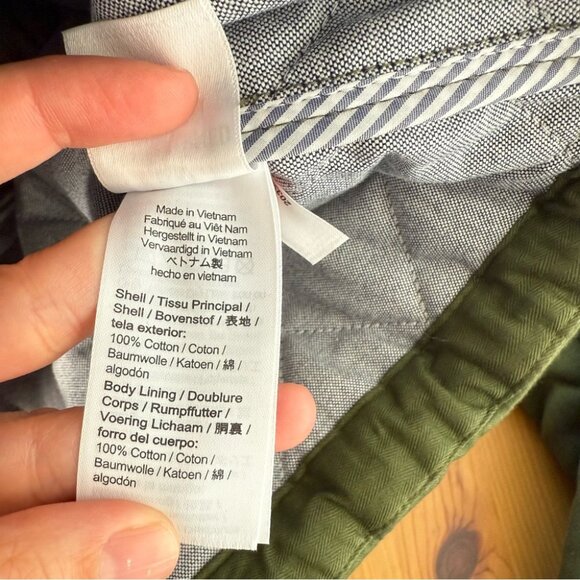 Made in Vietnam
Fabriqué au Viêt Nam
Hergestellt in Vietnam
Vervaardigd in Vietnam
ベトナム製
hecho en vietnam
Shell / Tissu Principal /
Shell / Bovenstof / 表地 /
tela exterior:
100% Cotton / Coton /
Baumwolle / Katoen / 綿 /
algodón
Body Lining / Doublure
Corps / Rumpffutter /
Voering Lichaam / 胴裏 /
forro del cuerpo:
100% Cotton / Coton /
Baumwolle / Katoen / 綿 /
algodón